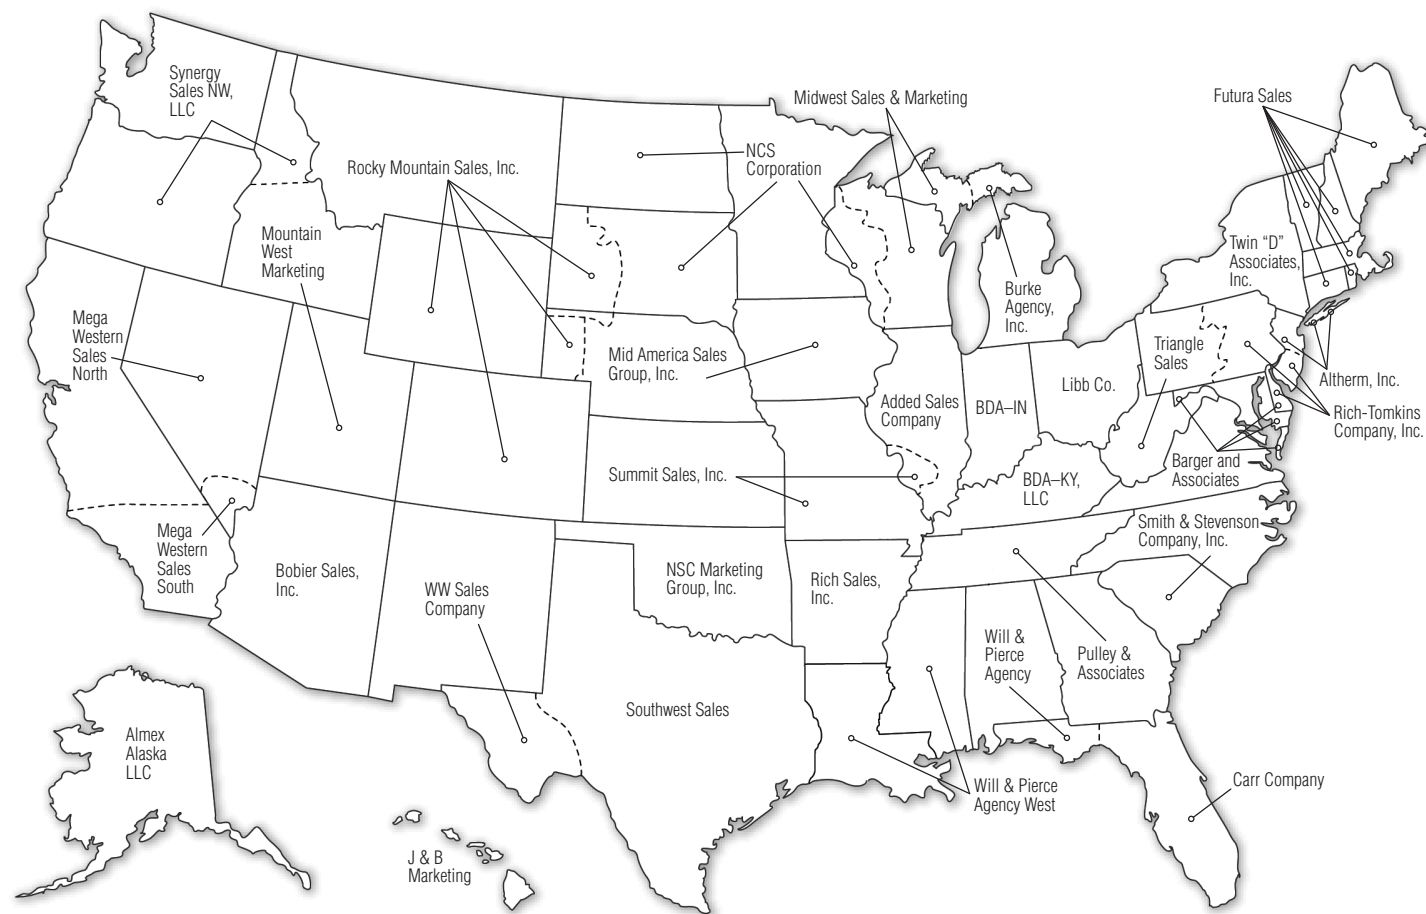 Synergy
Sales NW,
LLC
Midwest Sales & Marketing
Futura Sales
Rocky Mountain Sales, Inc.
NCS
Corporation
Mountain
West
Marketing
Twin “D”
Associates,
Inc.
Burke
Agency,
Inc.
Mega
Western
Sales
North
Mid America Sales
Group, Inc.
Triangle
Sales
Libb Co.
Altherm, Inc.
Added Sales
Company
BDA–IN
Rich-Tomkins
Company, Inc.
Summit Sales, Inc.
BDA–KY,
LLC
Barger and
Associates
Mega
Western
Sales
South
Smith & Stevenson
Company, Inc.
Bobier Sales,
Inc.
WW Sales
Company
NSC Marketing
Group, Inc.
Rich Sales,
Inc.
Will &
Pierce
Agency
Pulley &
Associates
Southwest Sales
Almex
Alaska
LLC
Will & Pierce
Agency West
Carr Company
J & B
Marketing